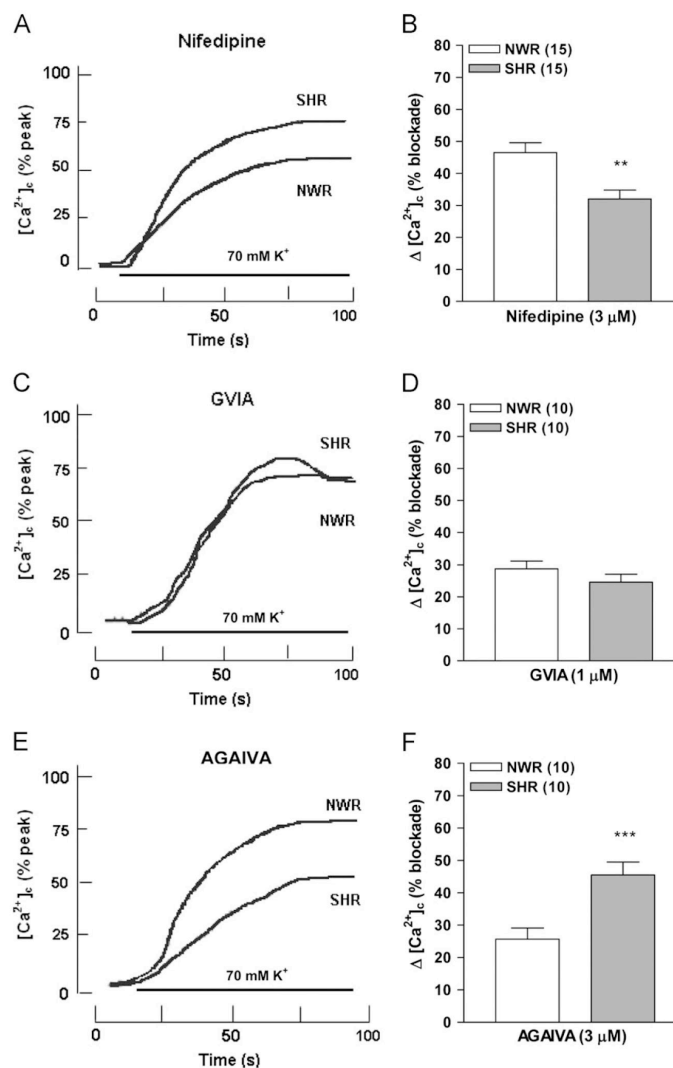 A
Nifedipine
[Ca²⁺]c (% peak)
100
75
50
25
0
SHR
NWR
70 mM K⁺
0 50 100
Time (s)
B
NWR (15)
SHR (15)
Δ [Ca²⁺]c (% blockade)
80
70
60
50
40
30
20
10
0
**
Nifedipine (3 μM)
C
GVIA
[Ca²⁺]c (% peak)
100
75
50
25
0
SHR
NWR
70 mM K⁺
0 50 100
Time (s)
D
NWR (10)
SHR (10)
Δ [Ca²⁺]c (% blockade)
80
70
60
50
40
30
20
10
0
GVIA (1 μM)
E
AGAIVA
[Ca²⁺]c (% peak)
100
75
50
25
0
NWR
SHR
70 mM K⁺
0 50 100
Time (s)
F
NWR (10)
SHR (10)
Δ [Ca²⁺]c (% blockade)
80
70
60
50
40
30
20
10
0
***
AGAIVA (3 μM)